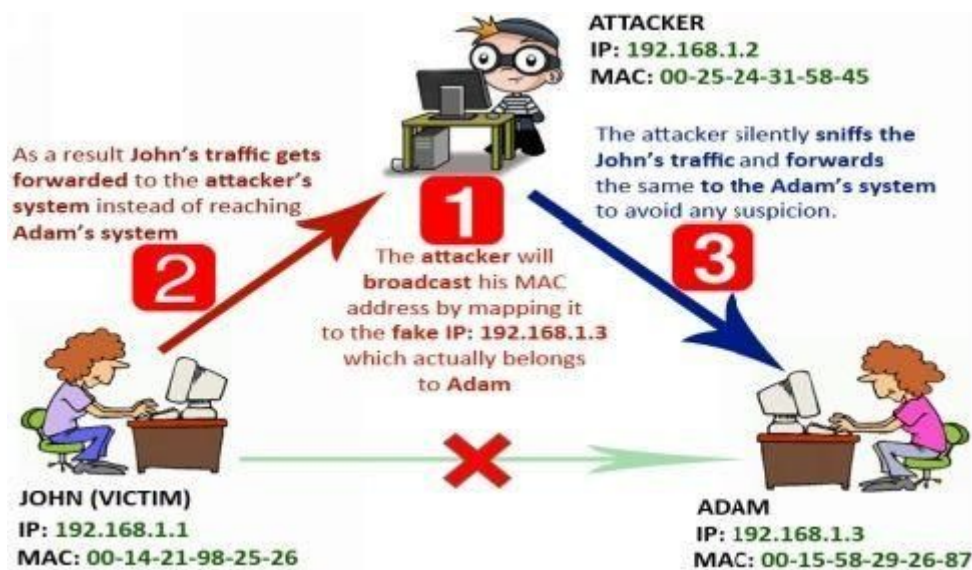 ATTACKER
IP: 192.168.1.2
MAC: 00-25-24-31-58-45
As a result John's traffic gets
forwarded to the attacker's
system instead of reaching
Adam's system
2
1
The attacker will
broadcast his MAC
address by mapping it
to the fake IP: 192.168.1.3
which actually belongs
to Adam
The attacker silently sniffs the
John's traffic and forwards
the same to the Adam's system
to avoid any suspicion.
3
JOHN (VICTIM)
IP: 192.168.1.1
MAC: 00-14-21-98-25-26
ADAM
IP: 192.168.1.3
MAC: 00-15-58-29-26-87